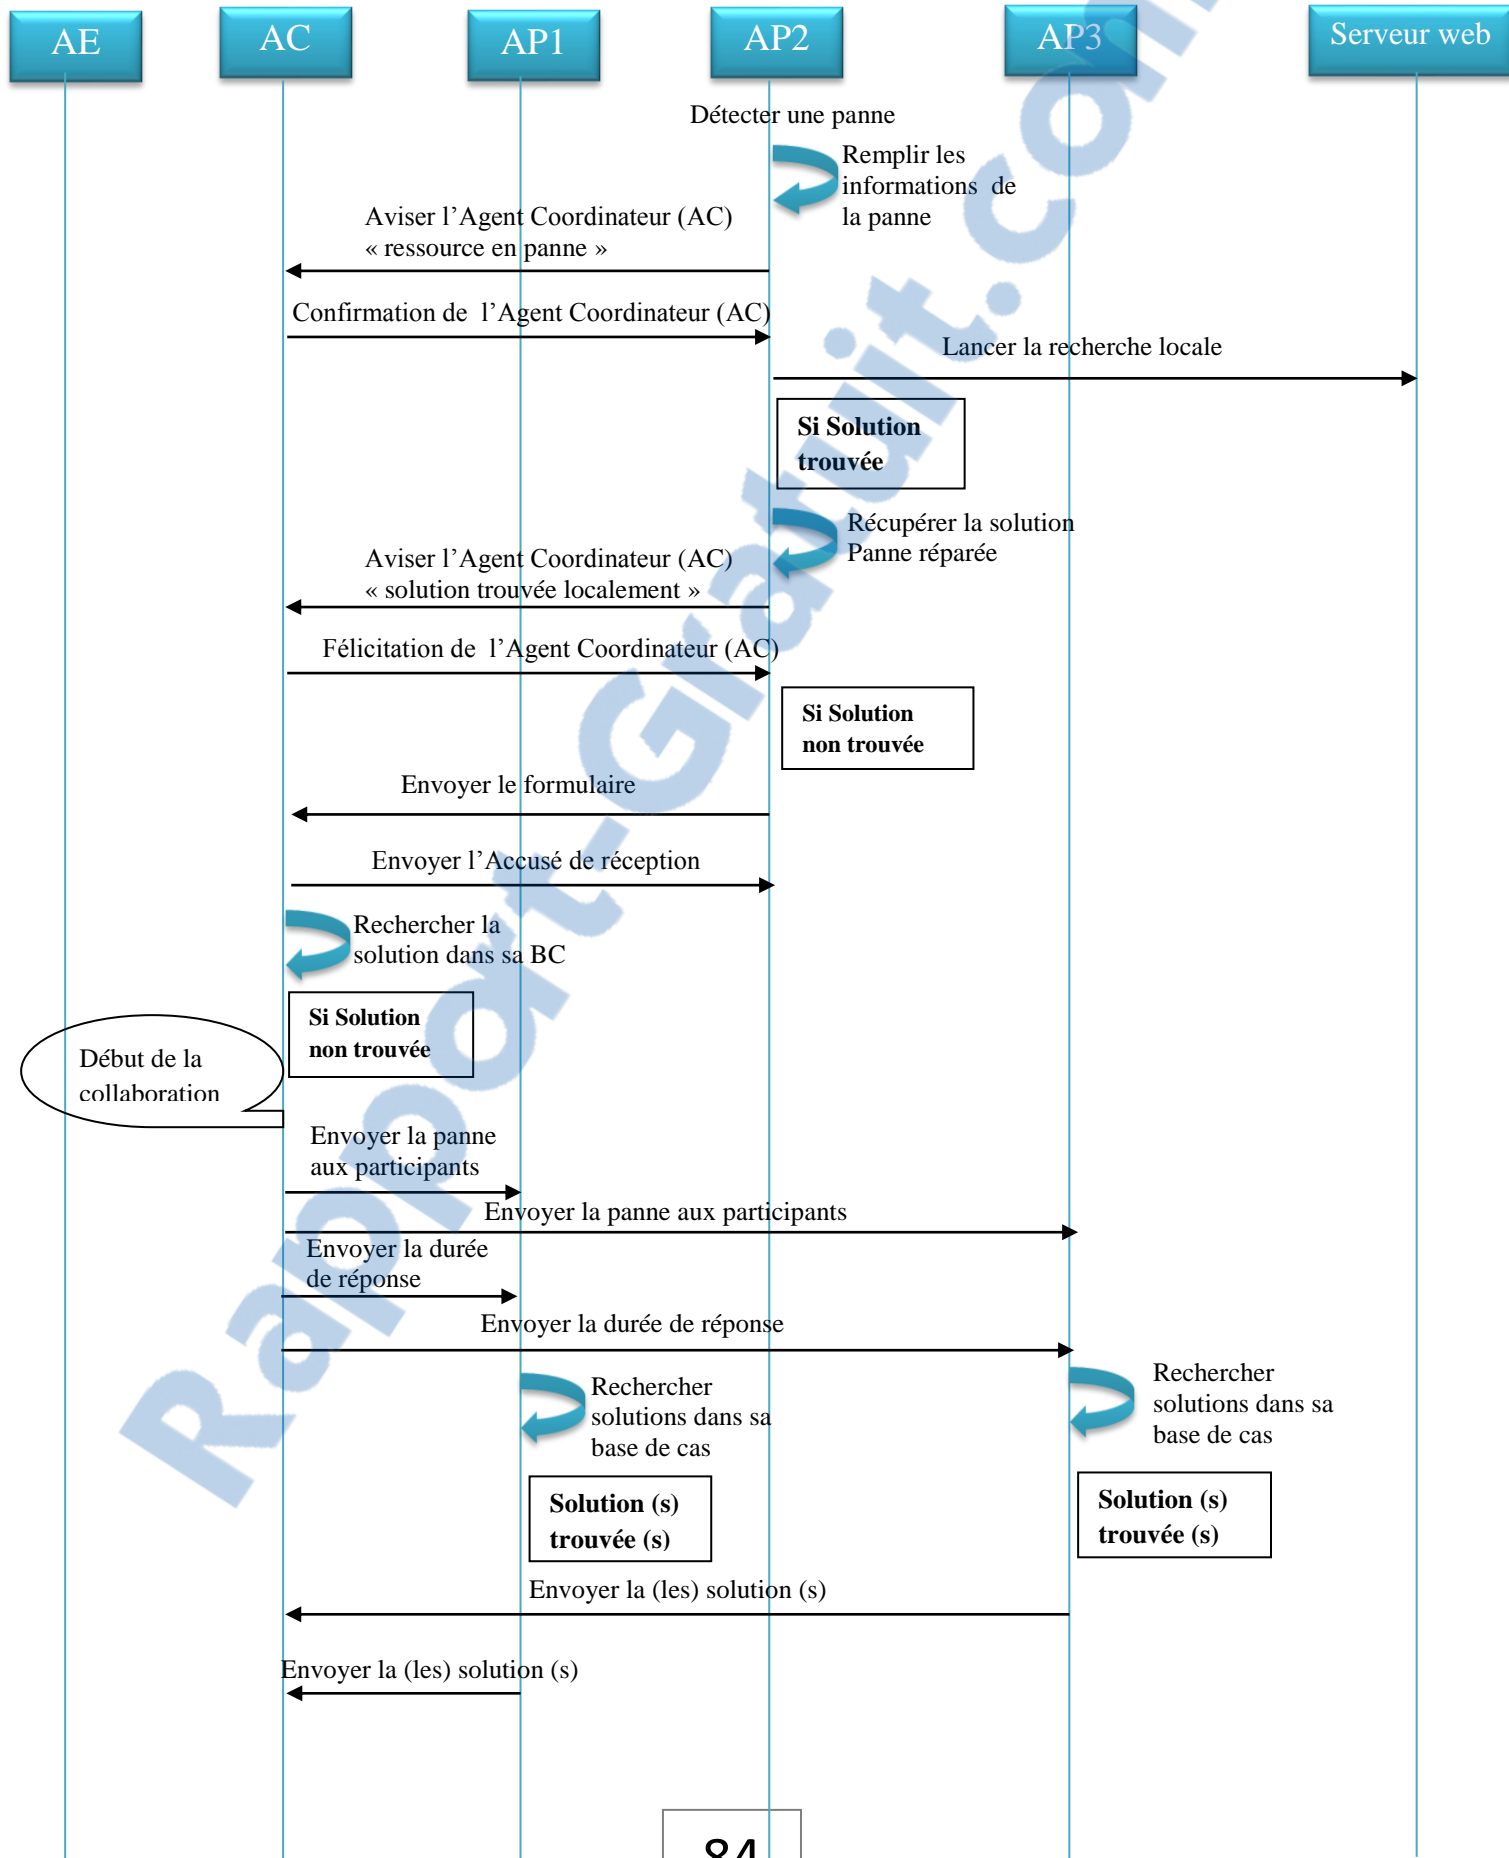 AE
AC
AP1
AP2
AP3
Serveur web
Détecter une panne
Remplir les
informations de
la panne
Aviser l’Agent Coordinateur (AC)
« ressource en panne »
Confirmation de l’Agent Coordinateur (AC)
Lancer la recherche locale
Si Solution
trouvée
Récupérer la solution
Panne réparée
Aviser l’Agent Coordinateur (AC)
« solution trouvée localement »
Félicitation de l’Agent Coordinateur (AC)
Si Solution
non trouvée
Envoyer le formulaire
Envoyer l’Accusé de réception
Rechercher la
solution dans sa BC
Si Solution
non trouvée
Début de la
collaboration
Envoyer la panne
aux participants
Envoyer la panne aux participants
Envoyer la durée
de réponse
Envoyer la durée de réponse
Rechercher
solutions dans sa
base de cas
Rechercher
solutions dans sa
base de cas
Solution (s)
trouvée (s)
Solution (s)
trouvée (s)
Envoyer la (les) solution (s)
Envoyer la (les) solution (s)
84
Rapport-Gratuit.com